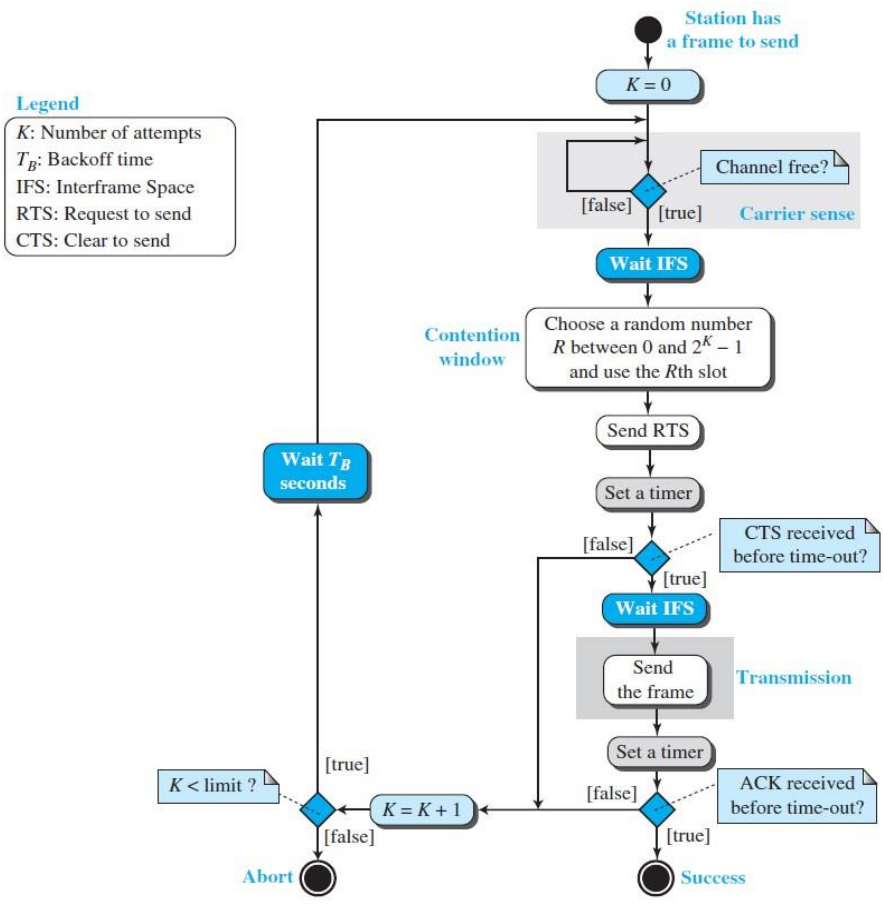 Station has
a frame to send
K = 0
Legend
K: Number of attempts
T_B: Backoff time
IFS: Interframe Space
RTS: Request to send
CTS: Clear to send
Channel free?
[false]
[true]
Carrier sense
Wait IFS
Contention
window
Choose a random number
R between 0 and 2^K − 1
and use the Rth slot
Send RTS
Wait T_B
seconds
Set a timer
[false]
CTS received
before time-out?
[true]
Wait IFS
Send
the frame
Transmission
Set a timer
[true]
K < limit ?
K = K + 1
[false]
ACK received
before time-out?
[false]
[true]
Abort
Success